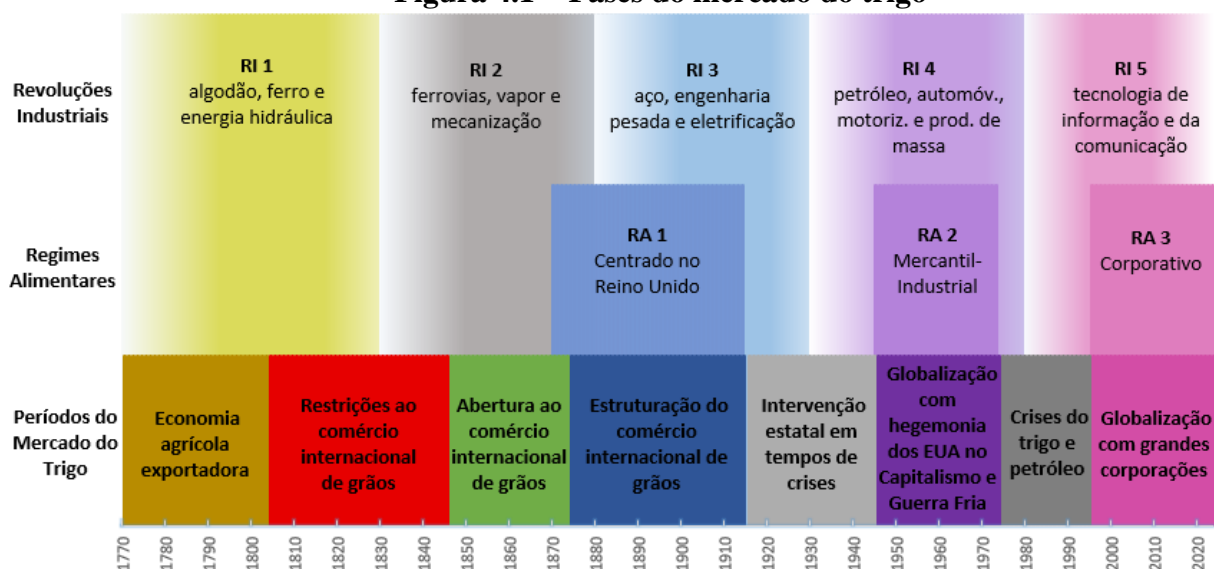 Figura 4.1 – Fases do mercado do trigo
Revoluções
Industriais
RI 1
algodão, ferro e
energia hidráulica
RI 2
ferrovias, vapor e
mecanização
RI 3
aço, engenharia
pesada e eletrificação
RI 4
petróleo, automóv.,
motoriz. e prod. de
massa
RI 5
tecnologia de
informação e da
comunicação
Regimes
Alimentares
RA 1
Centrado no
Reino Unido
RA 2
Mercantil-
Industrial
RA 3
Corporativo
Períodos do
Mercado do
Trigo
Economia
agrícola
exportadora
Restrições ao
comércio
internacional
de grãos
Abertura ao
comércio
internacional
de grãos
Estruturação do
comércio
internacional de
grãos
Intervenção
estatal em
tempos de
crises
Globalização
com
hegemonia
dos EUA no
Capitalismo e
Guerra Fria
Crises do
trigo e
petróleo
Globalização
com grandes
corporações
1770
1780
1790
1800
1810
1820
1830
1840
1850
1860
1870
1880
1890
1900
1910
1920
1930
1940
1950
1960
1970
1980
1990
2000
2010
2020